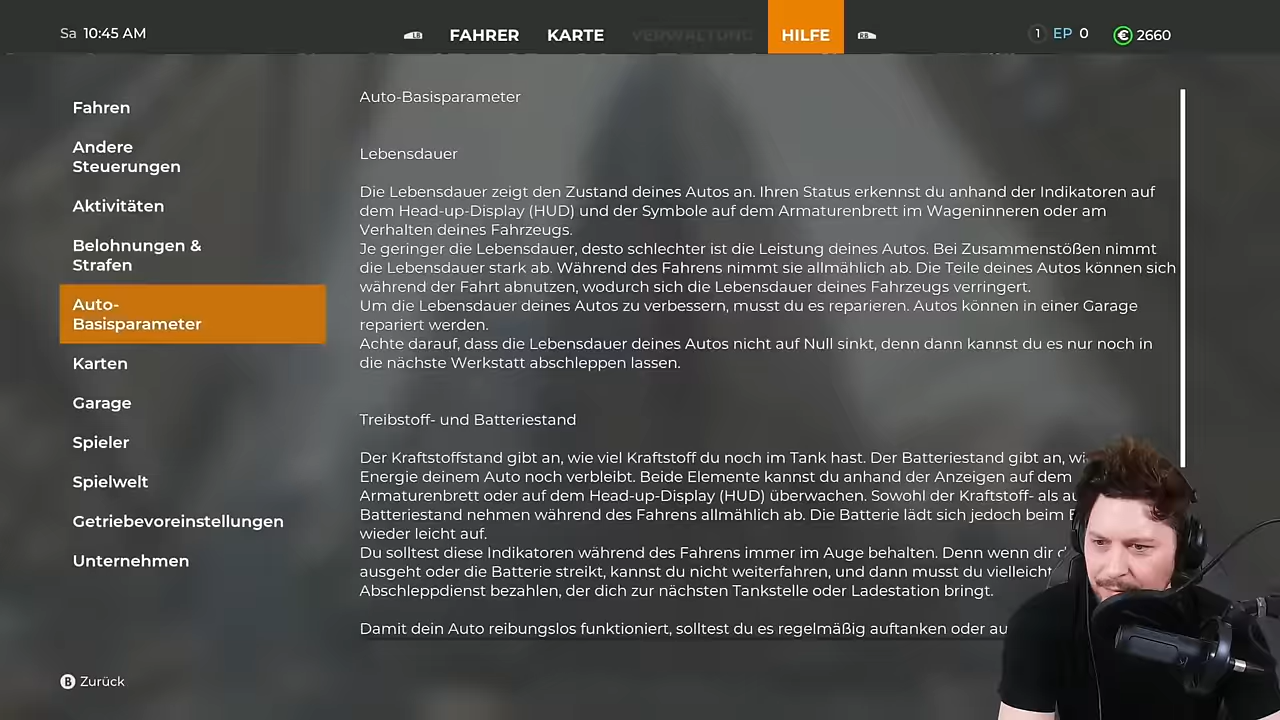 Sa 10:45 AM
LB FAHRER KARTE VERWALTUNG HILFE RB
1 EP 0 € 2660
Fahren
Andere
Steuerungen
Aktivitäten
Belohnungen &
Strafen
Auto-
Basisparameter
Karten
Garage
Spieler
Spielwelt
Getriebevoreinstellungen
Unternehmen
Auto-Basisparameter
Lebensdauer
Die Lebensdauer zeigt den Zustand deines Autos an. Ihren Status erkennst du anhand der Indikatoren auf
dem Head-up-Display (HUD) und der Symbole auf dem Armaturenbrett im Wageninneren oder am
Verhalten deines Fahrzeugs.
Je geringer die Lebensdauer, desto schlechter ist die Leistung deines Autos. Bei Zusammenstößen nimmt
die Lebensdauer stark ab. Während des Fahrens nimmt sie allmählich ab. Die Teile deines Autos können sich
während der Fahrt abnutzen, wodurch sich die Lebensdauer deines Fahrzeugs verringert.
Um die Lebensdauer deines Autos zu verbessern, musst du es reparieren. Autos können in einer Garage
repariert werden.
Achte darauf, dass die Lebensdauer deines Autos nicht auf Null sinkt, denn dann kannst du es nur noch in
die nächste Werkstatt abschleppen lassen.
Treibstoff- und Batteriestand
Der Kraftstoffstand gibt an, wie viel Kraftstoff du noch im Tank hast. Der Batteriestand gibt an,
Energie deinem Auto noch verbleibt. Beide Elemente kannst du anhand der Anzeigen auf dem
Armaturenbrett oder auf dem Head-up-Display (HUD) überwachen. Sowohl der Kraftstoff- als
Batteriestand nehmen während des Fahrens allmählich ab. Die Batterie lädt sich jedoch beim
wieder leicht auf.
Du solltest diese Indikatoren während des Fahrens immer im Auge behalten. Denn wenn dir
ausgeht oder die Batterie streikt, kannst du nicht weiterfahren, und dann musst du vielleicht
Abschleppdienst bezahlen, der dich zur nächsten Tankstelle oder Ladestation bringt.
Damit dein Auto reibungslos funktioniert, solltest du es regelmäßig auftanken oder
B Zurück